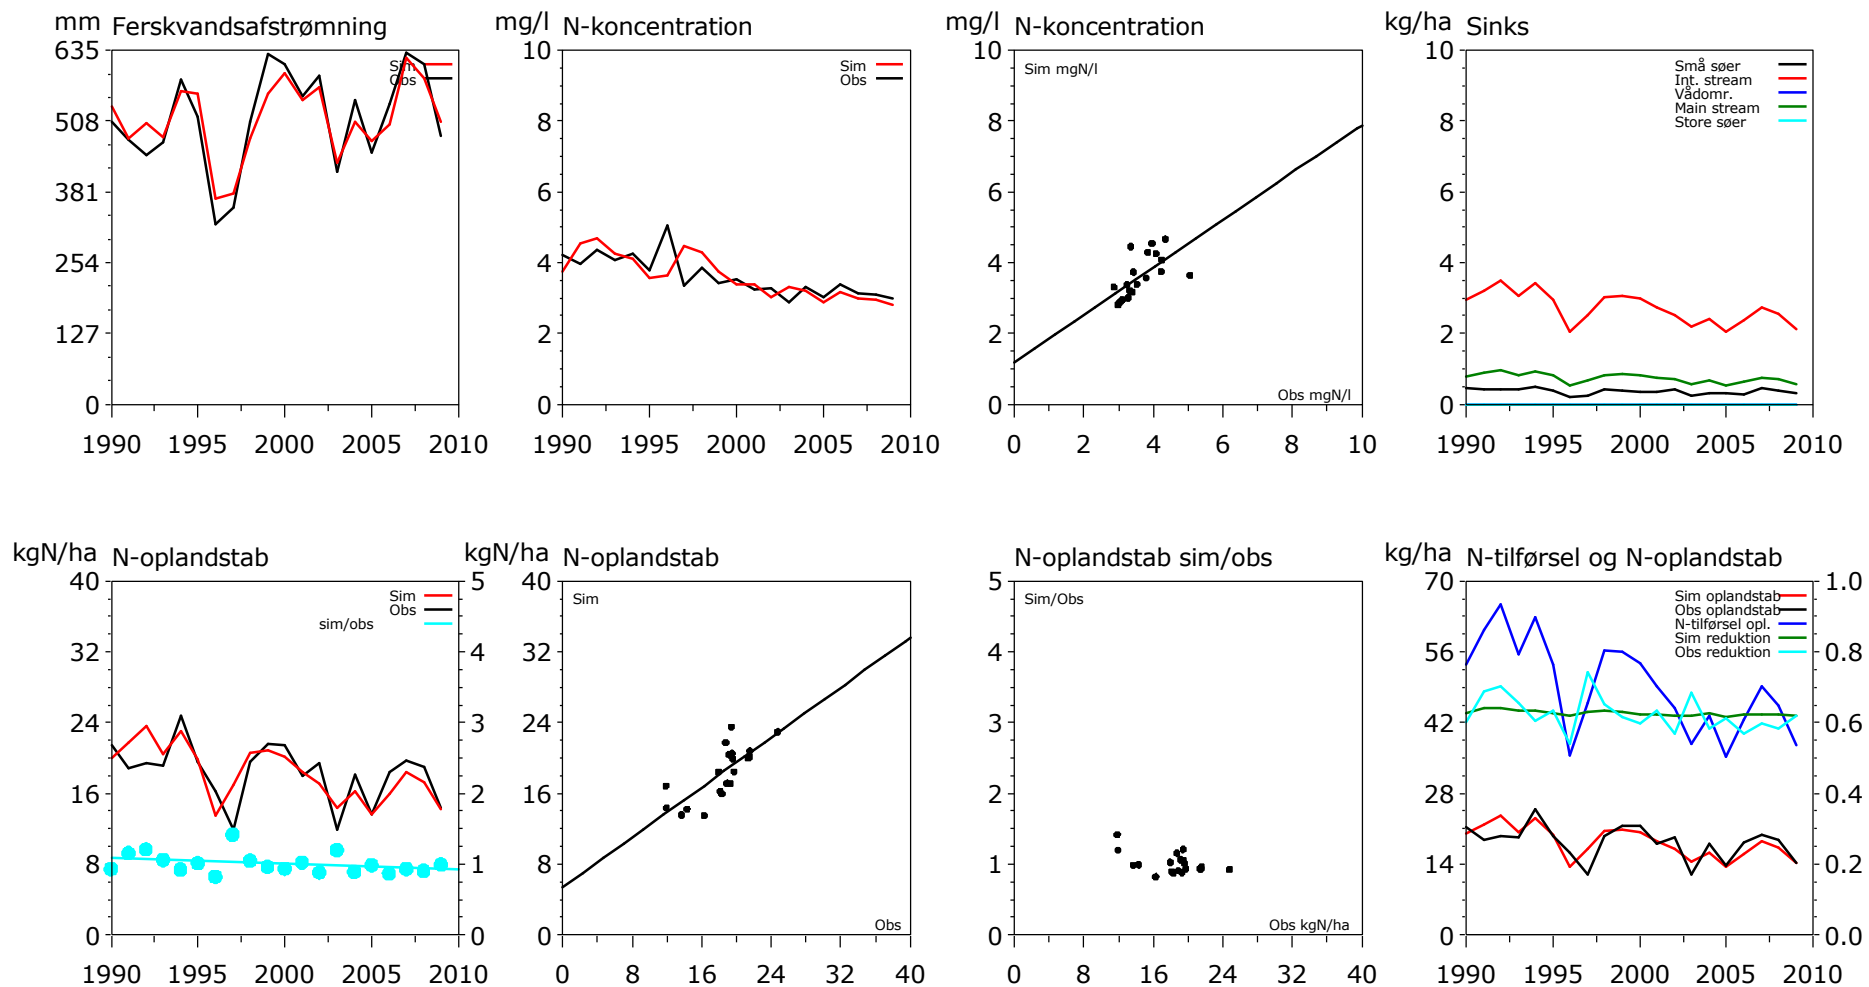 mm Ferskvandsafstrømning
635
508
381
254
127
0
1990 1995 2000 2005 2010
Sim
Obs
mg/l N-koncentration
10
8
6
4
2
0
1990 1995 2000 2005 2010
Sim
Obs
mg/l N-koncentration
10
8
6
4
2
0
0 2 4 6 8 10
Sim mgN/l
Obs mgN/l
kg/ha Sinks
10
8
6
4
2
0
1990 1995 2000 2005 2010
Små søer
Int. stream
Vådomr.
Main stream
Store søer
kgN/ha N-oplandstab
40
32
24
16
8
0
5
4
3
2
1
0
1990 1995 2000 2005 2010
Sim
Obs
sim/obs
kgN/ha N-oplandstab
40
32
24
16
8
0
0 8 16 24 32 40
Sim
Obs
N-oplandstab sim/obs
5
4
3
2
1
0
0 8 16 24 32 40
Sim/Obs
Obs kgN/ha
kg/ha N-tilførsel og N-oplandstab
70
56
42
28
14
0
1.0
0.8
0.6
0.4
0.2
0.0
1990 1995 2000 2005 2010
Sim oplandstab
Obs oplandstab
N-tilførsel opl.
Sim reduktion
Obs reduktion